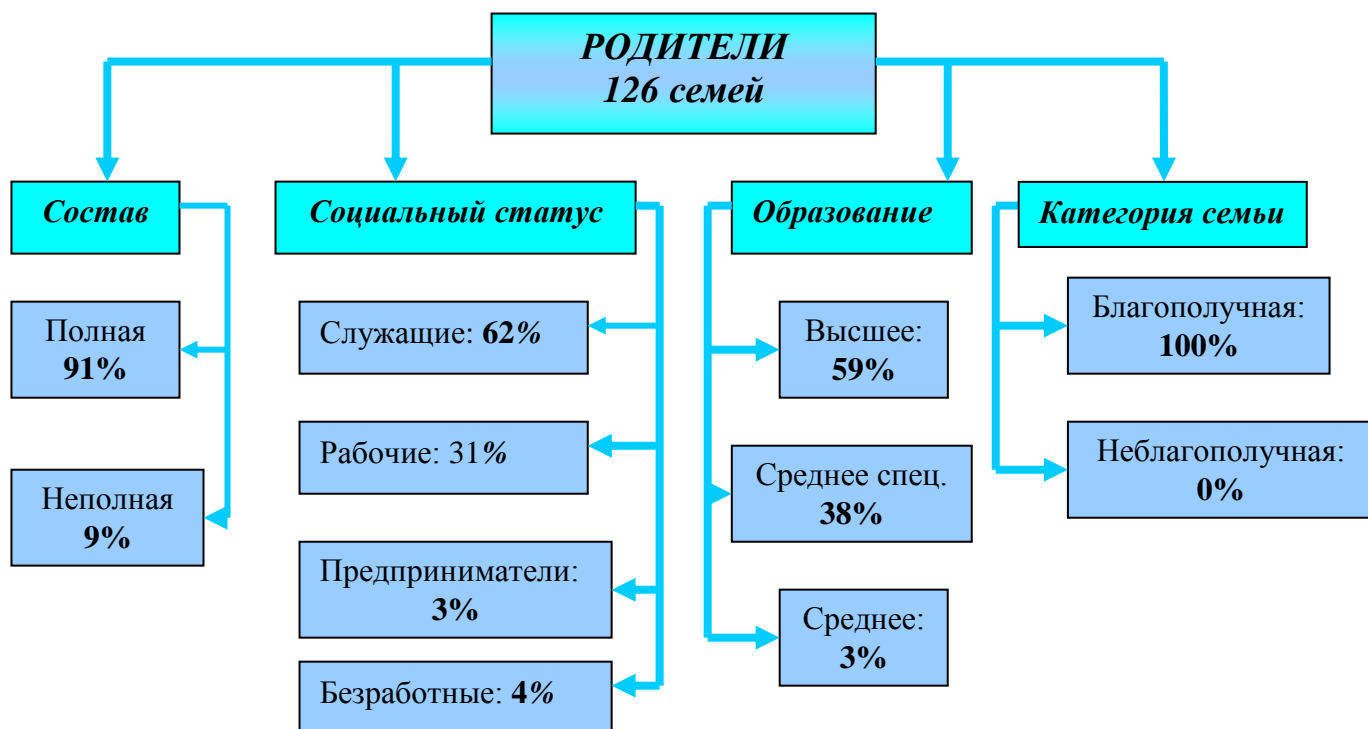 РОДИТЕЛИ
126 семей
Состав
Социальный статус
Образование
Категория семьи
Полная
91%
Неполная
9%
Служащие: 62%
Рабочие: 31%
Предприниматели:
3%
Безработные: 4%
Высшее:
59%
Среднее спец.
38%
Среднее:
3%
Благополучная:
100%
Неблагополучная:
0%